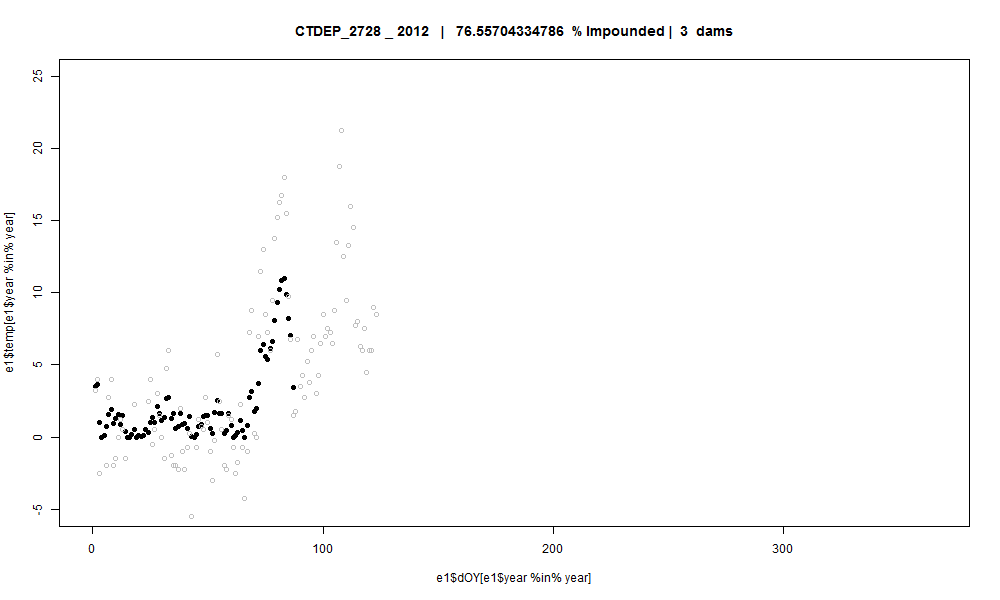 CTDEP_2728 _ 2012 | 76.55704334786 % Impounded | 3 dams
25
20
15
10
5
0
-5
e1$temp[e1$year %in% year]
0 100 200 300
e1$dOY[e1$year %in% year]